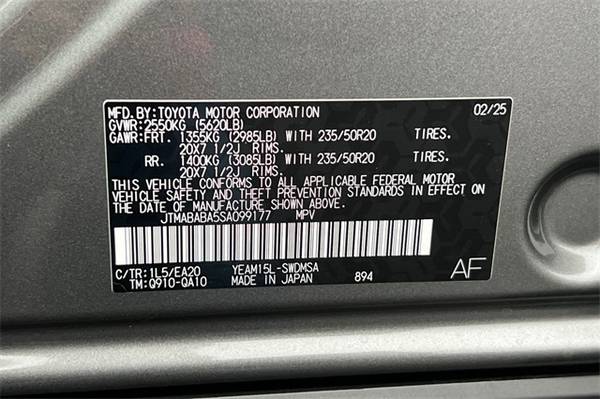 MFD.BY:TOYOTA MOTOR CORPORATION 02/25
GVWR:2550KG (5620LB)
GAWR:FRT. 1355KG (2985LB) WITH 235/50R20 TIRES.
20X7 1/2J RIMS.
RR. 1400KG (3085LB) WITH 235/50R20 TIRES.
20X7 1/2J RIMS.
THIS VEHICLE CONFORMS TO ALL APPLICABLE FEDERAL MOTOR
VEHICLE SAFETY AND THEFT PREVENTION STANDARDS IN EFFECT ON
THE DATE OF MANUFACTURE SHOWN ABOVE.
JTMABABA5SA099177 MPV
C/TR:1L5/EA20 YEAM15L-SWDMSA
TM:Q910-QA10 MADE IN JAPAN 894 AF